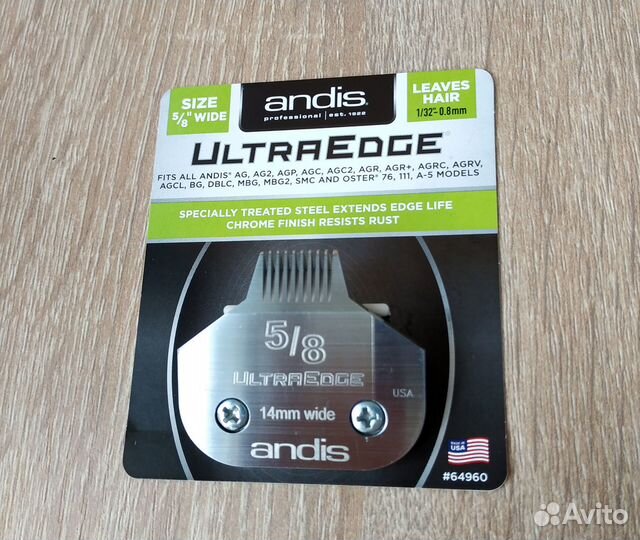 SIZE
5/8" WIDE
andis®
professional | est. 1922
LEAVES
HAIR
1/32"-0.8mm
ULTRAEDGE®
FITS ALL ANDIS® AG, AG2, AGP, AGC, AGC2, AGR, AGR+, AGRC, AGRV,
AGCL, BG, DBLC, MBG, MBG2, SMC AND OSTER® 76, 111, A-5 MODELS
SPECIALLY TREATED STEEL EXTENDS EDGE LIFE
CHROME FINISH RESISTS RUST
5/8
ULTRAEDGE
USA
14mm wide
andis
Made in
USA
#64960
Avito